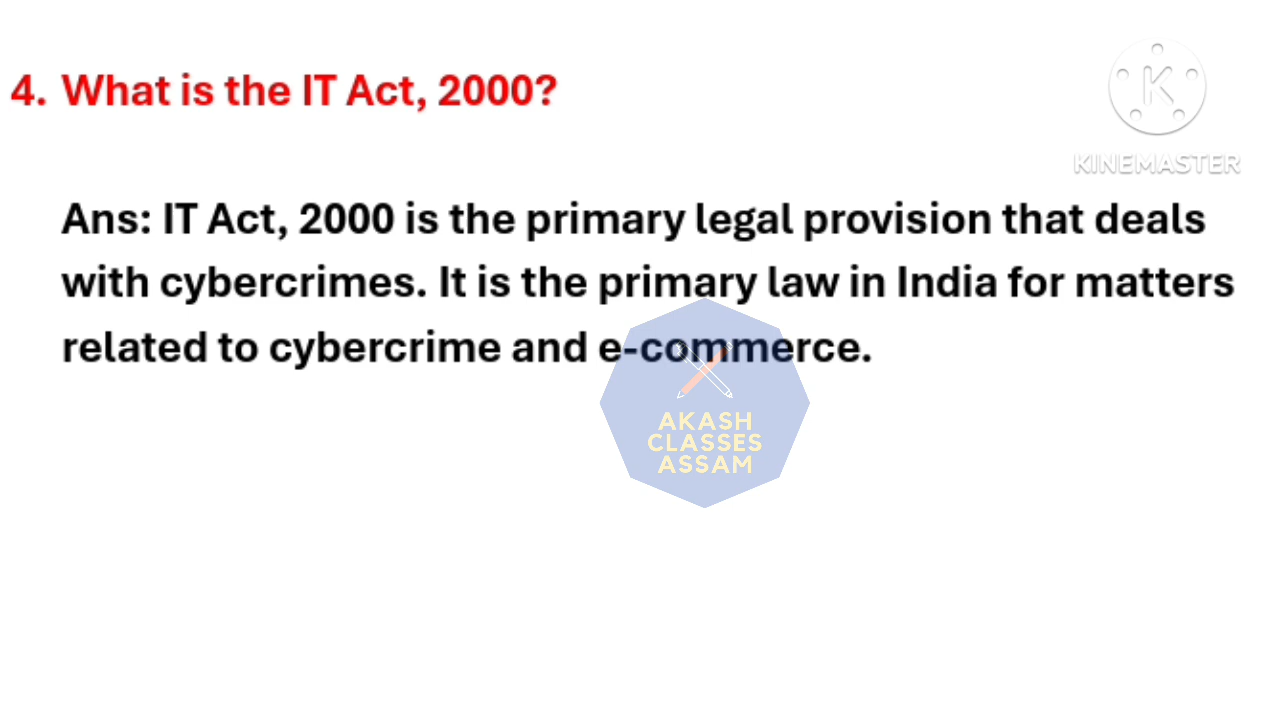 4. What is the IT Act, 2000?
KINEMASTER
Ans: IT Act, 2000 is the primary legal provision that deals
with cybercrimes. It is the primary law in India for matters
related to cybercrime and e-commerce.
AKASH
CLASSES
ASSAM